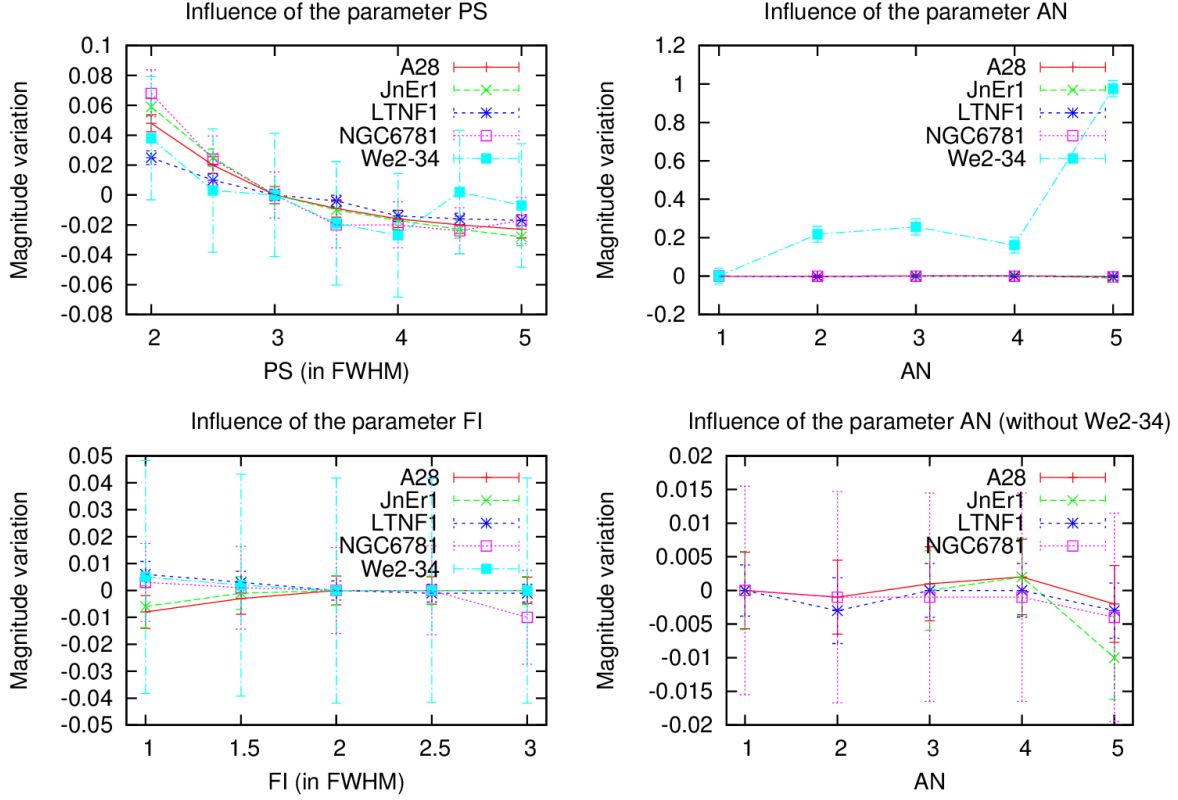 Influence of the parameter PS
0.1
0.08
0.06
0.04
0.02
0
-0.02
-0.04
-0.06
-0.08
Magnitude variation
A28
JnEr1
LTNF1
NGC6781
We2-34
2 3 4 5
PS (in FWHM)
Influence of the parameter AN
1.2
1
0.8
0.6
0.4
0.2
0
-0.2
Magnitude variation
A28
JnEr1
LTNF1
NGC6781
We2-34
1 2 3 4 5
AN
Influence of the parameter FI
0.05
0.04
0.03
0.02
0.01
0
-0.01
-0.02
-0.03
-0.04
-0.05
Magnitude variation
A28
JnEr1
LTNF1
NGC6781
We2-34
1 1.5 2 2.5 3
FI (in FWHM)
Influence of the parameter AN (without We2-34)
0.02
0.015
0.01
0.005
0
-0.005
-0.01
-0.015
-0.02
Magnitude variation
A28
JnEr1
LTNF1
NGC6781
1 2 3 4 5
AN